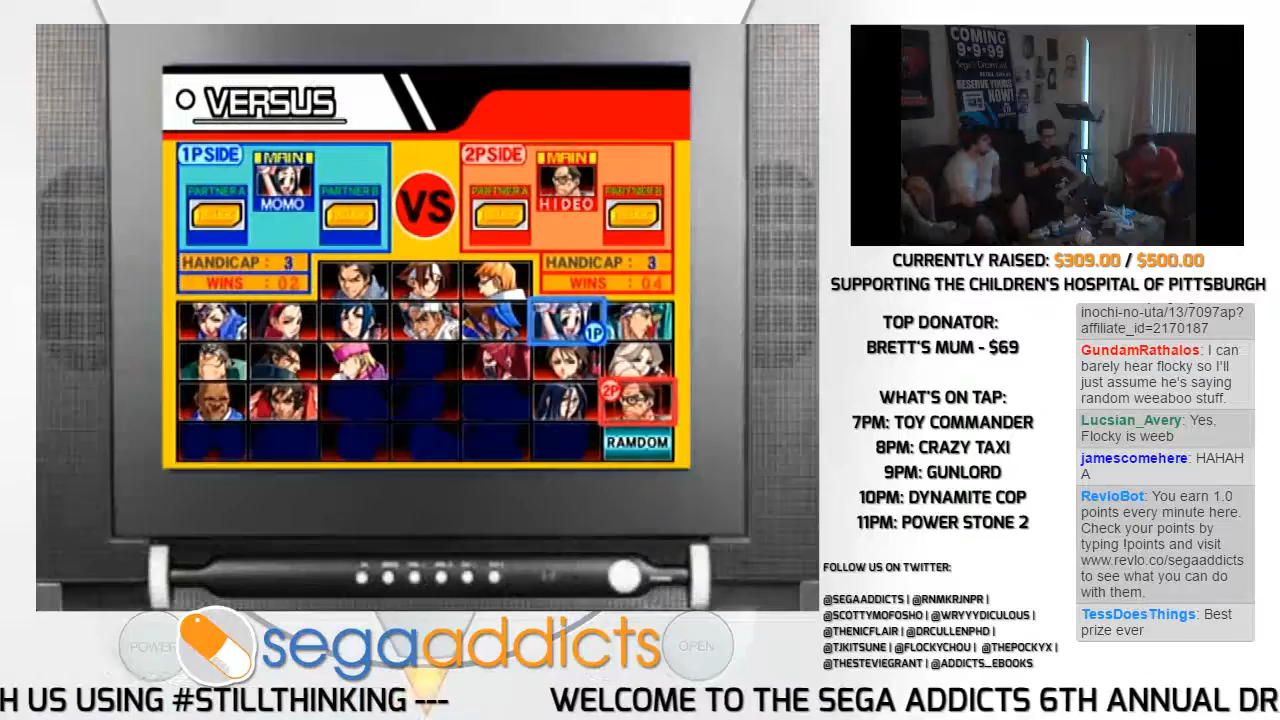 VERSUS
1P SIDE
MAIN
2P SIDE
MAIN
PARTNER A
PARTNER B
VS
PARTNER A
PARTNER B
MOMO
HIDEO
HANDICAP : 3
HANDICAP : 3
WINS : 02
WINS : 04
1P
2P
RAMDOM
COMING
9·9·99
RESERVE YOURS
NOW!
CURRENTLY RAISED: $309.00 / $500.00
SUPPORTING THE CHILDREN'S HOSPITAL OF PITTSBURGH
TOP DONATOR:
BRETT'S MUM - $69
WHAT'S ON TAP:
7PM: TOY COMMANDER
8PM: CRAZY TAXI
9PM: GUNLORD
10PM: DYNAMITE COP
11PM: POWER STONE 2
FOLLOW US ON TWITTER:
@SEGAADDICTS | @RNMKRJNPR |
@SCOTTYMOFOSHO | @WRYYYDICULOUS |
@THENICFLAIR | @DRCULLENPHD |
@TJKITSUNE | @FLOCKYCHOU | @THEPOCKYX |
@THESTEVIEGRANT | @ADDICTS_EBOOKS
inochi-no-uta/13/7097ap?
affiliate_id=2170187
GundamRathalos: I can
barely hear flocky so I'll
just assume he's saying
random weeaboo stuff.
Lucsian_Avery: Yes,
Flocky is weeb
jamescomehere: HAHAH
A
RevloBot: You earn 1.0
points every minute here.
Check your points by
typing !points and visit
www.revlo.co/segaaddicts
to see what you can do
with them.
TessDoesThings: Best
prize ever
POWER
segaaddicts
OPEN
H US USING #STILLTHINKING --- WELCOME TO THE SEGA ADDICTS 6TH ANNUAL DR